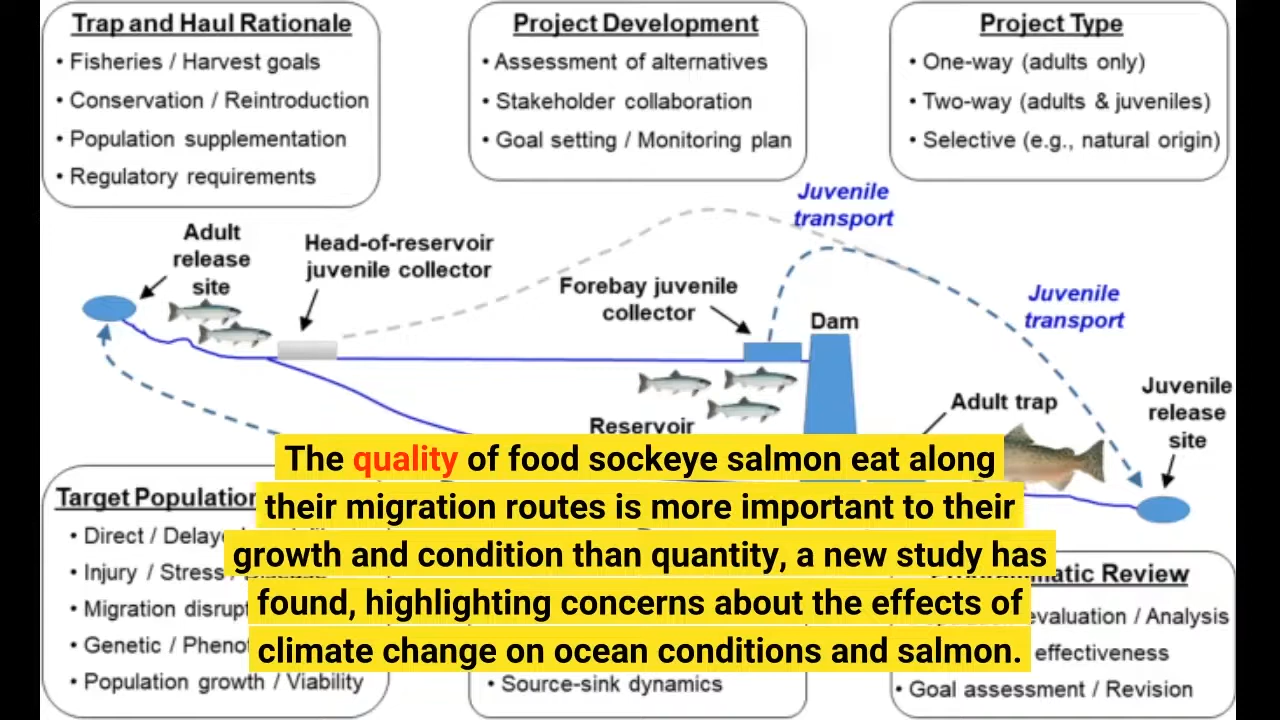 Trap and Haul Rationale
• Fisheries / Harvest goals
• Conservation / Reintroduction
• Population supplementation
• Regulatory requirements
Project Development
• Assessment of alternatives
• Stakeholder collaboration
• Goal setting / Monitoring plan
Project Type
• One-way (adults only)
• Two-way (adults & juveniles)
• Selective (e.g., natural origin)
Juvenile
transport
Adult
release
site
Head-of-reservoir
juvenile collector
Forebay juvenile
collector
Dam
Juvenile
transport
Adult trap
Juvenile
release
site
Reservoir
The quality of food sockeye salmon eat along
their migration routes is more important to their
growth and condition than quantity, a new study has
found, highlighting concerns about the effects of
climate change on ocean conditions and salmon.
Target Population
• Direct /
• Injury / Stress
• Migration
• Genetic /
• Population growth / Viability
• Source-sink dynamics
Review
evaluation / Analysis
effectiveness
• Goal assessment / Revision